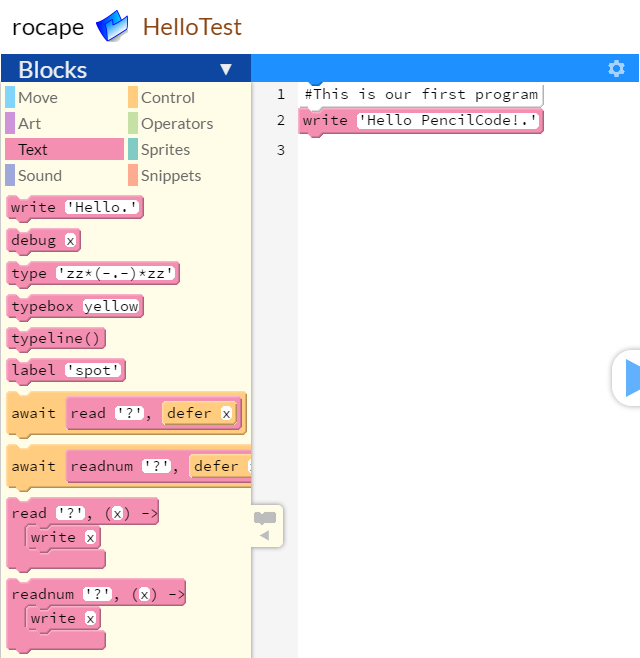 rocape HelloTest
Blocks ▼
Move Control
Art Operators
Text Sprites
Sound Snippets
write 'Hello.'
debug x
type 'zz*(-.-)*zz'
typebox yellow
typeline()
label 'spot'
await read '?', defer x
await readnum '?', defer
read '?', (x) ->
write x
readnum '?', (x) ->
write x
1 #This is our first program
2 write 'Hello PencilCode!.'
3